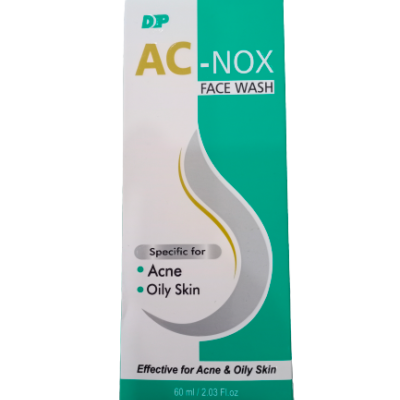 DP
AC-NOX
FACE WASH
Specific for
• Acne
• Oily Skin
Effective for Acne & Oily Skin
60 ml / 2.03 Fl.oz